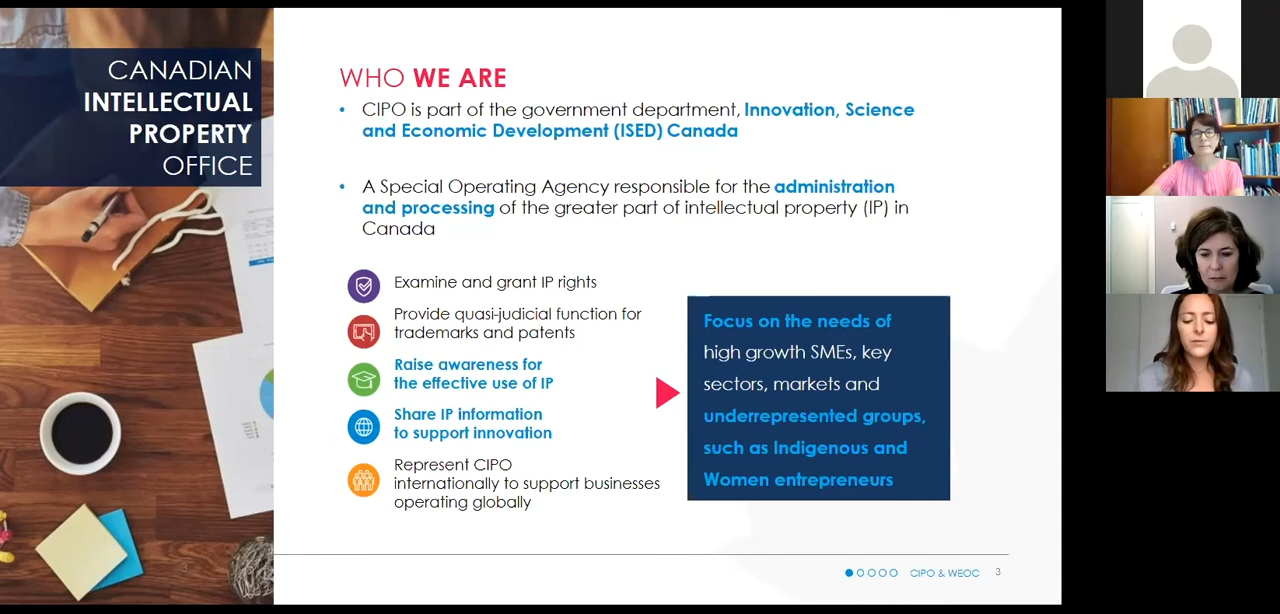 CANADIAN
INTELLECTUAL
PROPERTY
OFFICE
WHO WE ARE
• CIPO is part of the government department, Innovation, Science
and Economic Development (ISED) Canada
• A Special Operating Agency responsible for the administration
and processing of the greater part of intellectual property (IP) in
Canada
Examine and grant IP rights
Provide quasi-judicial function for
trademarks and patents
Raise awareness for
the effective use of IP
Share IP information
to support innovation
Represent CIPO
internationally to support businesses
operating globally
Focus on the needs of
high growth SMEs, key
sectors, markets and
underrepresented groups,
such as Indigenous and
Women entrepreneurs
3
CIPO & WEOC 3